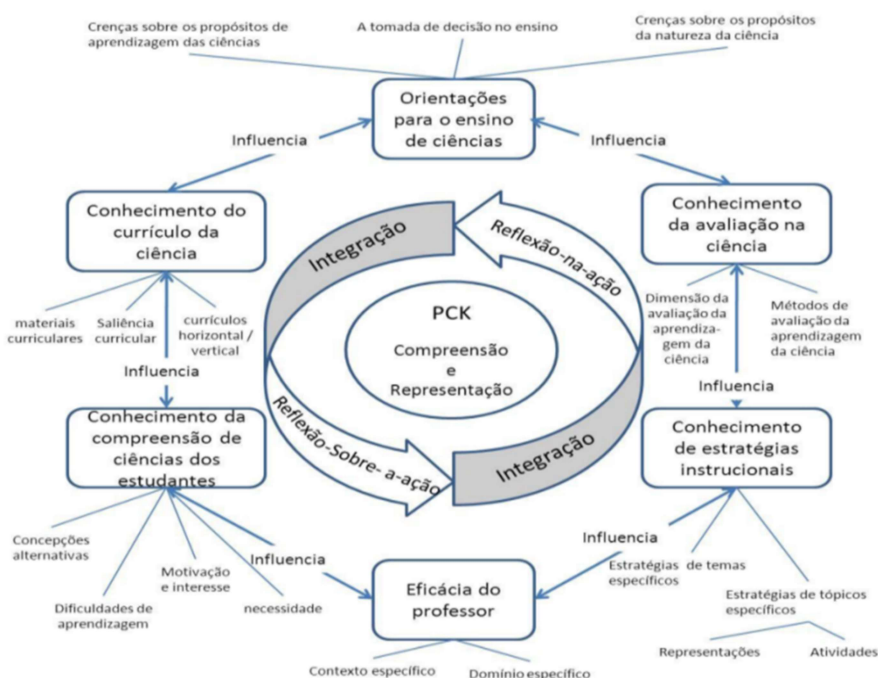 Crenças sobre os propósitos de
aprendizagem das ciências
A tomada de decisão no ensino
Crenças sobre os propósitos
da natureza da ciência
Orientações
para o ensino
de ciências
Influencia
Influencia
Conhecimento do
currículo da
ciência
Conhecimento
da avaliação na
ciência
Integração
Reflexão-na-ação
PCK
Compreensão
e
Representação
materiais
curriculares
Saliência
curricular
currículos
horizontal /
vertical
Dimensão da
avaliação da
aprendiza-
gem da
ciência
Métodos de
avaliação da
aprendizagem
da ciência
Influencia
Influencia
Conhecimento da
compreensão de
ciências dos
estudantes
Reflexão-Sobre- a-ação
Integração
Conhecimento
de estratégias
instrucionais
Concepções
alternativas
Dificuldades de
aprendizagem
Motivação
e interesse
necessidade
Influencia
Influencia
Eficácia do
professor
Estratégias de temas
específicos
Estratégias de tópicos
específicos
Representações
Atividades
Contexto específico
Domínio específico